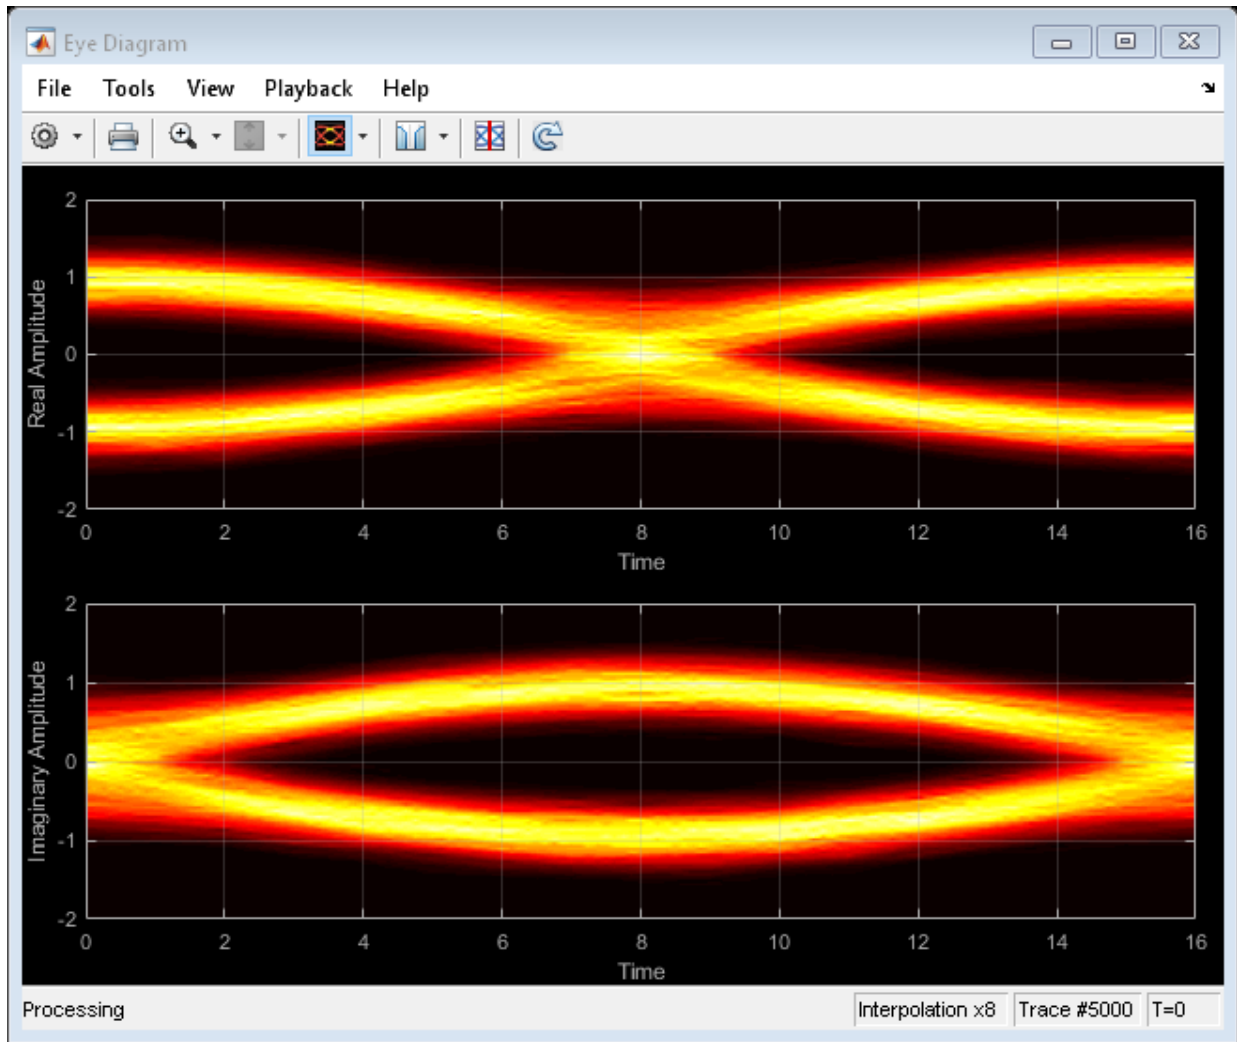 Eye Diagram
File Tools View Playback Help
2
1
0
-1
-2
Real Amplitude
0 2 4 6 8 10 12 14 16
Time
2
1
0
-1
-2
Imaginary Amplitude
0 2 4 6 8 10 12 14 16
Time
Processing Interpolation x8 Trace #5000 T=0